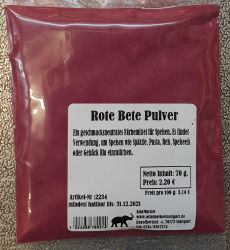 Rote Bete Pulver
Ein geschmacksneutrales Färbemittel für Speisen. Es findet
Verwendung, um Speisen wie Spätzle, Pasta, Reis, Speiseeis
oder Gebäck Ein einzufärben.
Netto Inhalt: 70 g.
Preis: 2,20 €
Preis pro 100 g: 3,14 €
Artikel-Nr :2234
mindest haltbar bis: 31.12.2021